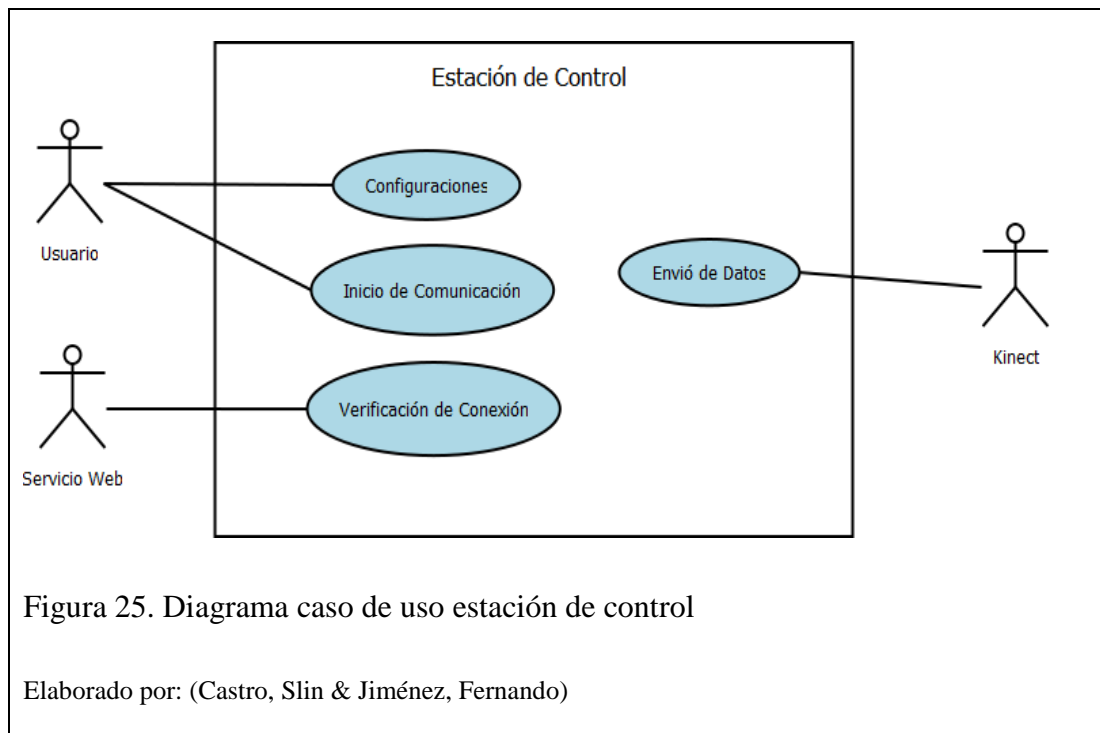 Estación de Control
Configuraciones
Usuario
Inicio de Comunicación
Envió de Datos
Kinect
Verificación de Conexión
Servicio Web
Figura 25. Diagrama caso de uso estación de control
Elaborado por: (Castro, Slin & Jiménez, Fernando)